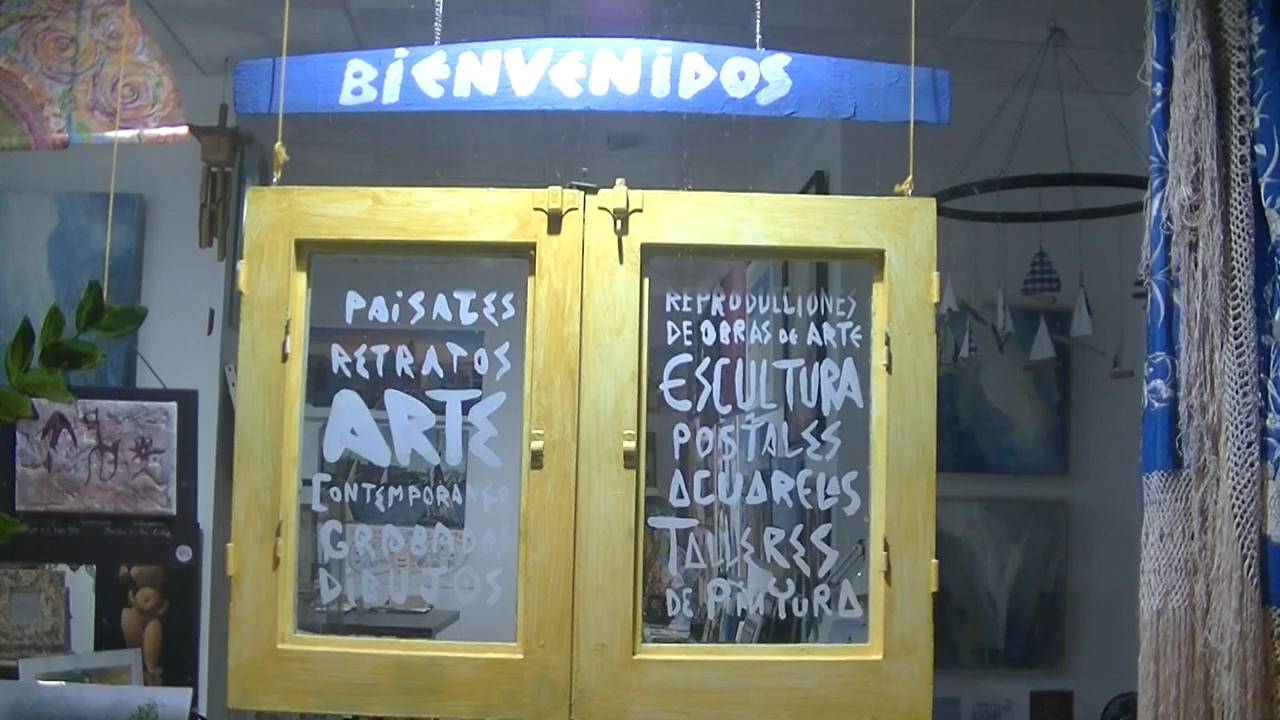 BiENVENiDOS
PAiSAJES
RETRATOS
ARTE
CONTEMPORANEO
GRABADOS
DIBUJOS
REPRODUCCIONES
DE OBRAS DE ARTE
ESCULTURA
POSTALES
ACUARELAS
TALLERES
DE PINTURA